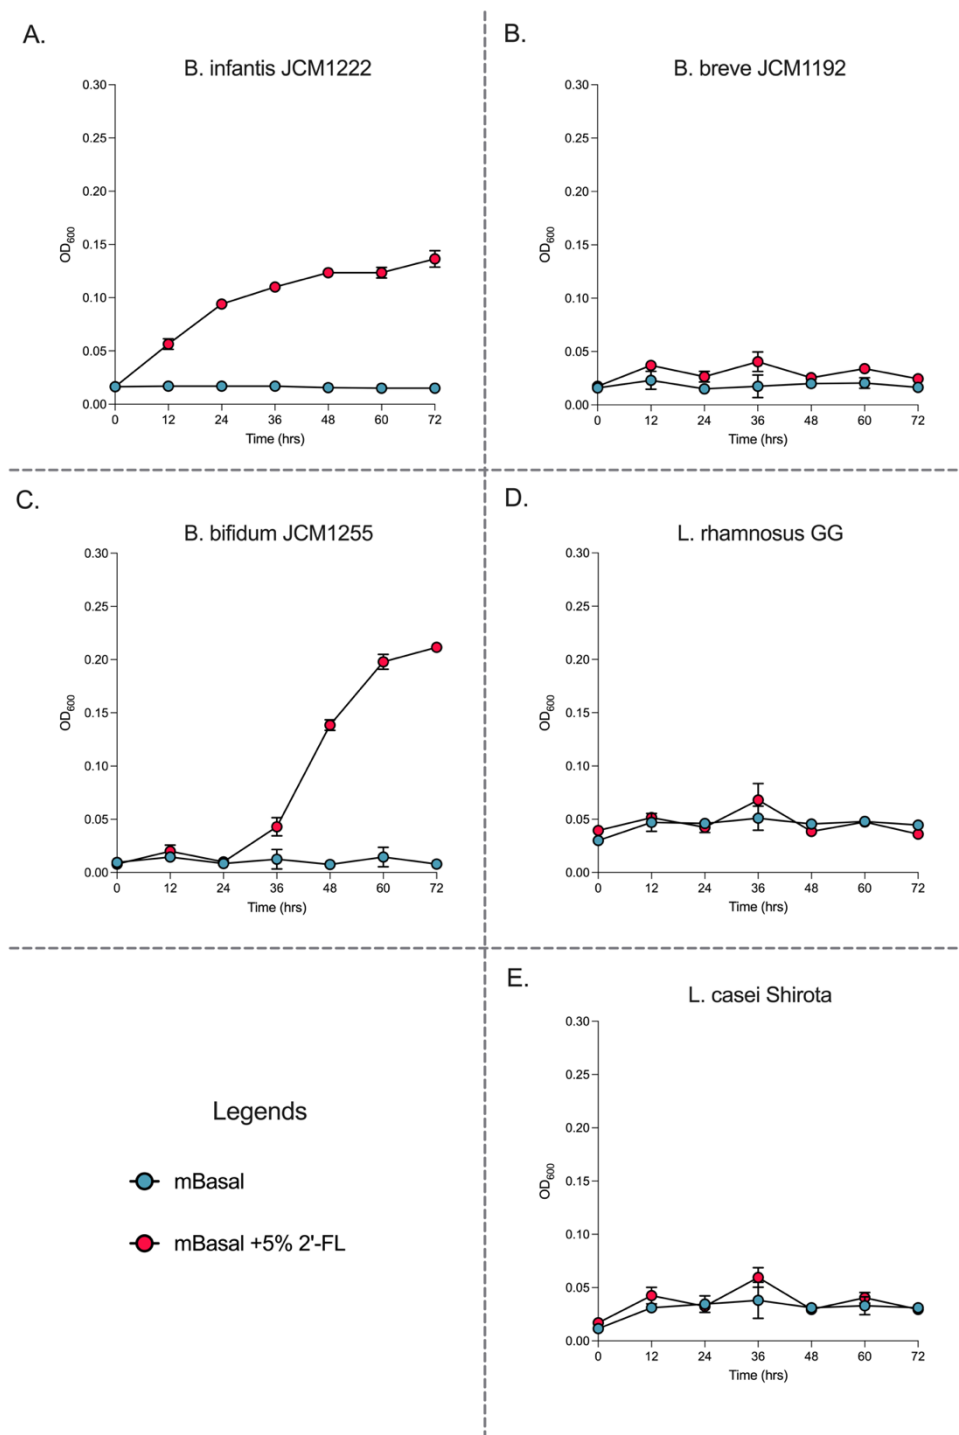 A.
B. infantis JCM1222
0.30
0.25
0.20
0.15
0.10
0.05
0.00
OD600
0 12 24 36 48 60 72
Time (hrs)
B.
B. breve JCM1192
0.30
0.25
0.20
0.15
0.10
0.05
0.00
OD600
0 12 24 36 48 60 72
Time (hrs)
C.
B. bifidum JCM1255
0.30
0.25
0.20
0.15
0.10
0.05
0.00
OD600
0 12 24 36 48 60 72
Time (hrs)
D.
L. rhamnosus GG
0.30
0.25
0.20
0.15
0.10
0.05
0.00
OD600
0 12 24 36 48 60 72
Time (hrs)
Legends
mBasal
mBasal +5% 2'-FL
E.
L. casei Shirota
0.30
0.25
0.20
0.15
0.10
0.05
0.00
OD600
0 12 24 36 48 60 72
Time (hrs)